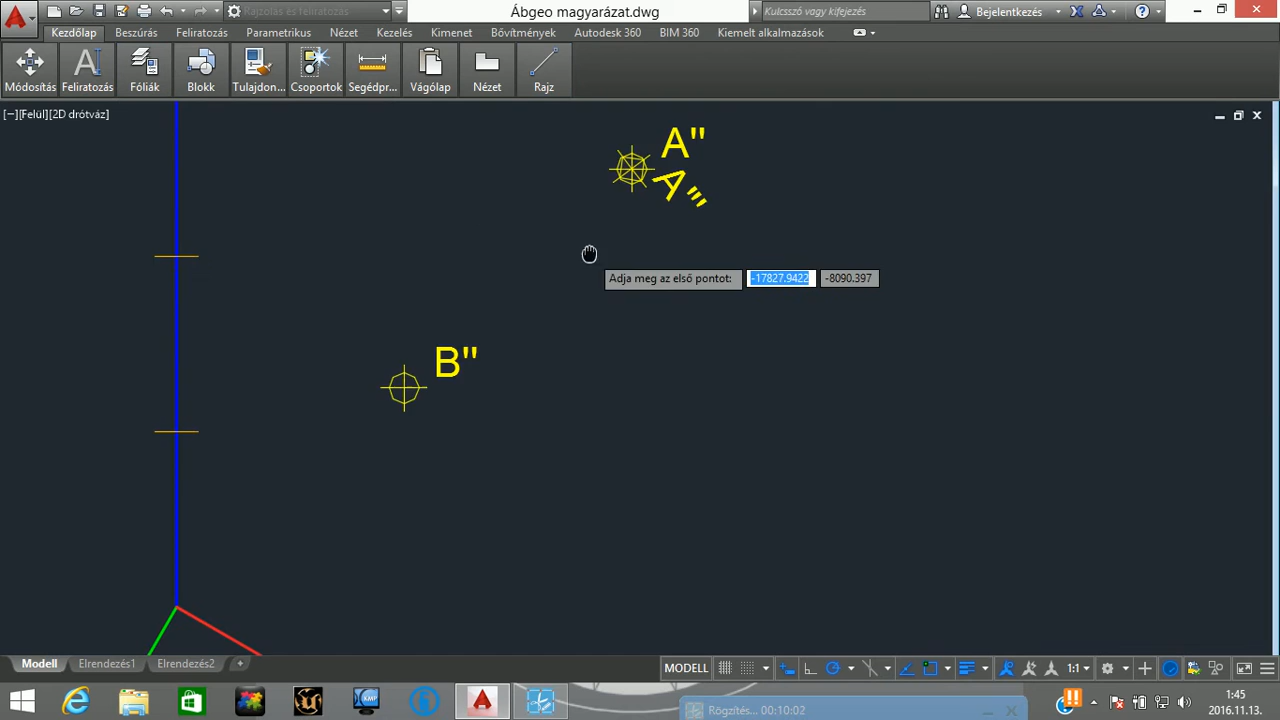 Rajzolás és feliratozás
Ábgeo magyarázat.dwg
Kulcsszó vagy kifejezés
Bejelentkezés
Kezdőlap
Beszúrás
Feliratozás
Parametrikus
Nézet
Kezelés
Kimenet
Bővítmények
Autodesk 360
BIM 360
Kiemelt alkalmazások
Módosítás
Feliratozás
Fóliák
Blokk
Tulajdon...
Csoportok
Segédpr...
Vágólap
Nézet
Rajz
[−][Felül][2D drótváz]
A"
A'''
B"
Adja meg az első pontot: -17827.9422 -8090.397
Modell
Elrendezés1
Elrendezés2
MODELL
1:1
Rögzítés... 00:10:02
1:45
2016.11.13.